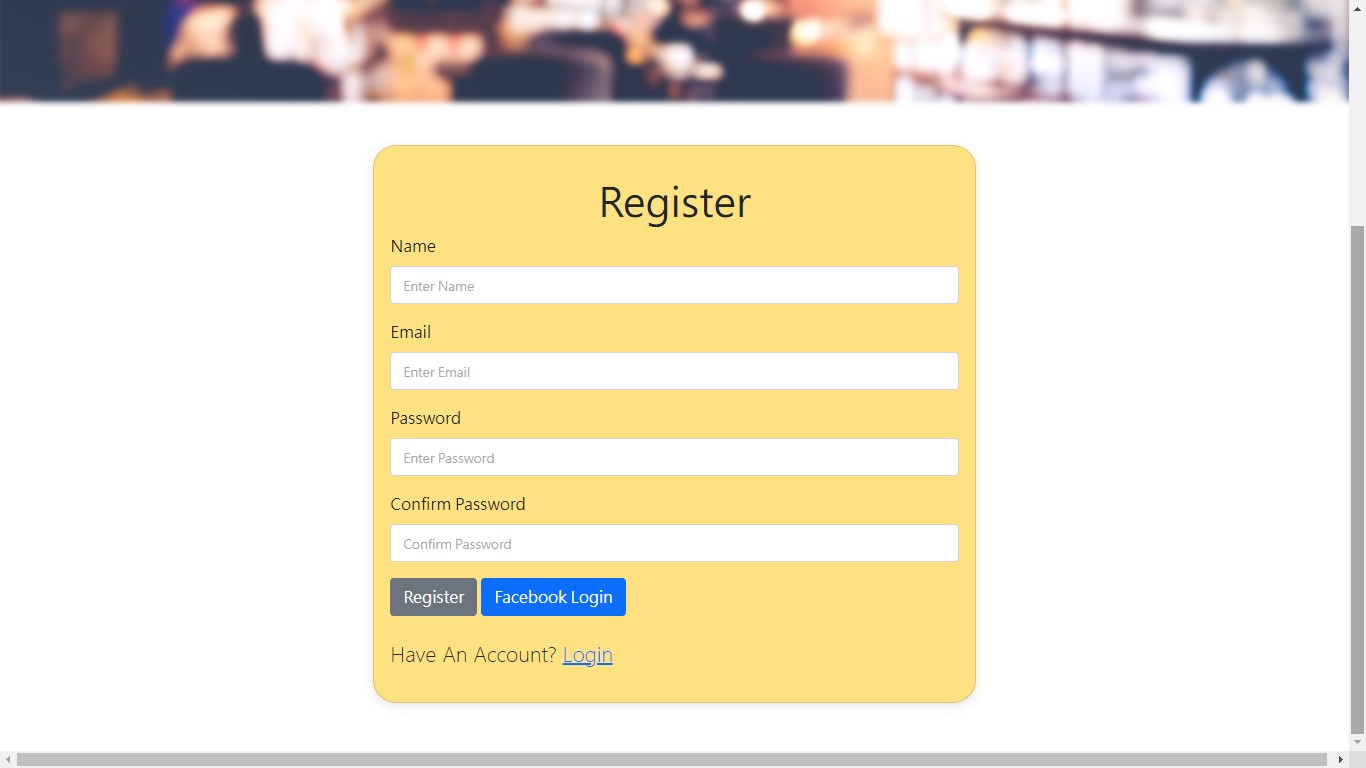 Register
Name
Enter Name
Email
Enter Email
Password
Enter Password
Confirm Password
Confirm Password
Register Facebook Login
Have An Account? Login